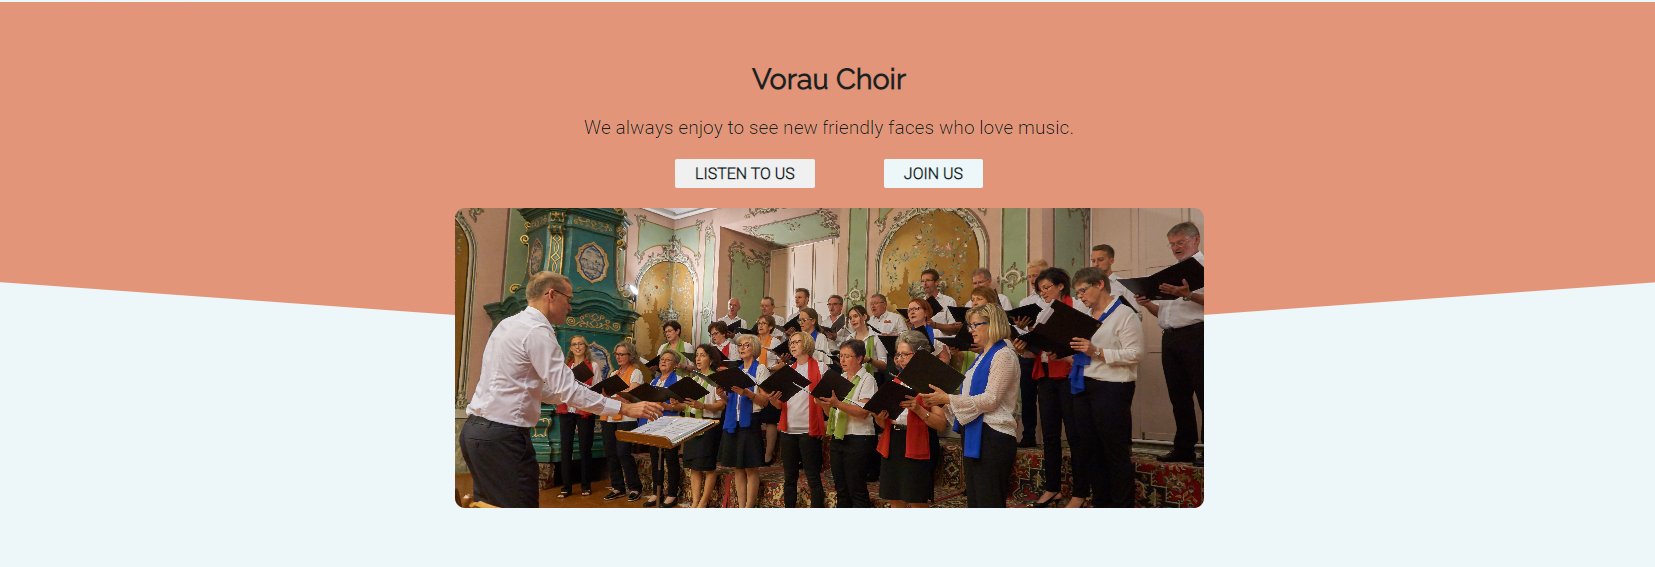 Vorau Choir
We always enjoy to see new friendly faces who love music.
LISTEN TO US
JOIN US